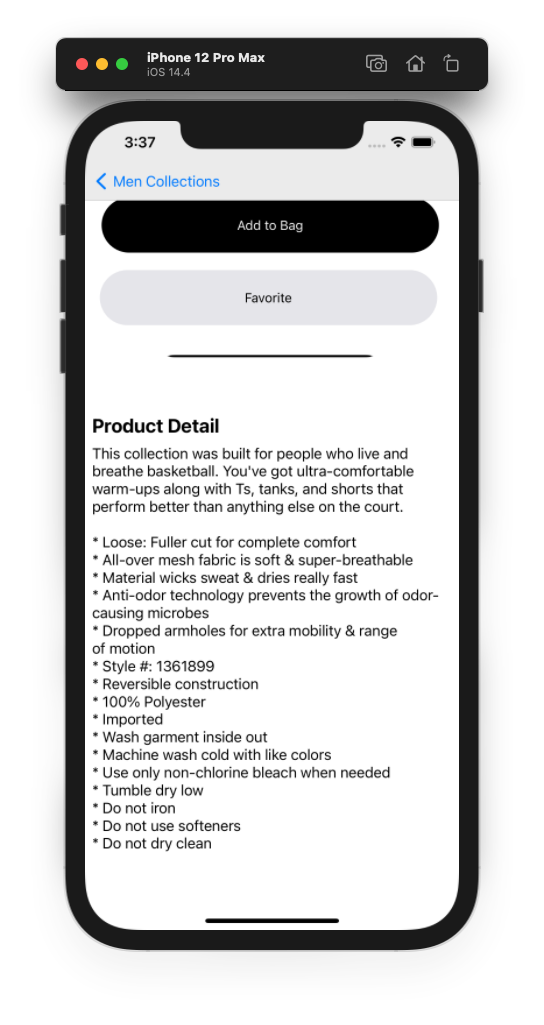 iPhone 12 Pro Max
iOS 14.4
3:37
Men Collections
Add to Bag
Favorite
Product Detail
This collection was built for people who live and
breathe basketball. You've got ultra-comfortable
warm-ups along with Ts, tanks, and shorts that
perform better than anything else on the court.
* Loose: Fuller cut for complete comfort
* All-over mesh fabric is soft & super-breathable
* Material wicks sweat & dries really fast
* Anti-odor technology prevents the growth of odor-
causing microbes
* Dropped armholes for extra mobility & range
of motion
* Style #: 1361899
* Reversible construction
* 100% Polyester
* Imported
* Wash garment inside out
* Machine wash cold with like colors
* Use only non-chlorine bleach when needed
* Tumble dry low
* Do not iron
* Do not use softeners
* Do not dry clean